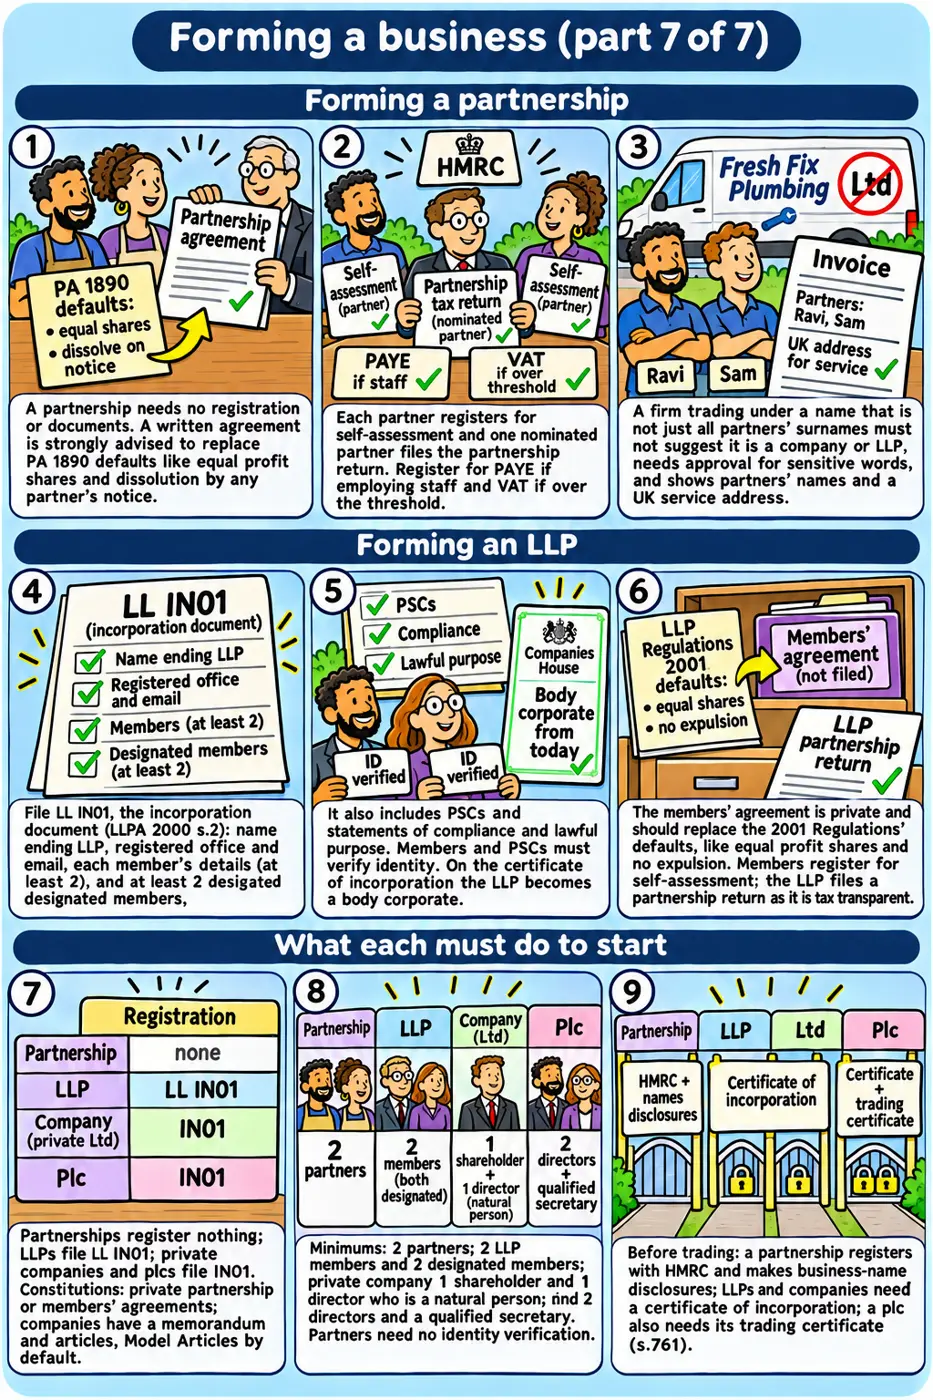 Forming a business (part 7 of 7)
Forming a partnership
1
Partnership
agreement
PA 1890
defaults:
• equal shares
• dissolve on
notice
A partnership needs no registration
or documents. A written agreement
is strongly advised to replace
PA 1890 defaults like equal profit
shares and dissolution by any
partner's notice.
2
HMRC
Self-
assessment
(partner)
Partnership
tax return
(nominated
partner)
Self-
assessment
(partner)
PAYE
if staff
VAT
if over
threshold
Each partner registers for
self-assessment and one nominated
partner files the partnership
return. Register for PAYE if
employing staff and VAT if over
the threshold.
3
Fresh Fix
Plumbing
Ltd
Invoice
Partners:
Ravi, Sam
UK address
for service
Ravi
Sam
A firm trading under a name that is
not just all partners' surnames must
not suggest it is a company or LLP,
needs approval for sensitive words,
and shows partners' names and a
UK service address.
Forming an LLP
4
LL IN01
(incorporation document)
Name ending LLP
Registered office
and email
Members (at least 2)
Designated members
(at least 2)
File LL IN01, the incorporation
document (LLPA 2000 s.2): name
ending LLP, registered office and
email, each member's details (at
least 2), and at least 2 desigated
designated members,
5
PSCs
Compliance
Lawful purpose
Companies
House
Body
corporate
from
today
ID
verified
ID
verified
It also includes PSCs and
statements of compliance and lawful
purpose. Members and PSCs must
verify identity. On the certificate
of incorporation the LLP becomes
a body corporate.
6
LLP
Regulations
2001
defaults:
• equal shares
• no expulsion
Members'
agreement
(not filed)
LLP
partnership
return
The members' agreement is private and
should replace the 2001 Regulations'
defaults, like equal profit shares and
no expulsion. Members register for
self-assessment; the LLP files a
partnership return as it is tax transparent.
What each must do to start
7
Registration
Partnership none
LLP LL IN01
Company
(private Ltd) IN01
Plc IN01
Partnerships register nothing;
LLPs file LL IN01; private
companies and plcs file IN01.
Constitutions: private partnership
or members' agreements;
companies have a memorandum
and articles, Model Articles by
default.
8
Partnership
LLP
Company
(Ltd)
Plc
2
partners
2
members
(both
designated)
1
shareholder
+
1 director
(natural
person)
2
directors
+
qualified
secretary
Minimums: 2 partners; 2 LLP
members and 2 designated members;
private company 1 shareholder and 1
director who is a natural person; 2
directors and a qualified secretary.
Partners need no identity verification.
9
Partnership
LLP
Ltd
Plc
HMRC +
names
disclosures
Certificate of
incorporation
Certificate
+
trading
certificate
Before trading: a partnership registers
with HMRC and makes business-name
disclosures; LLPs and companies need
a certificate of incorporation; a plc
also needs its trading certificate
(s.761).